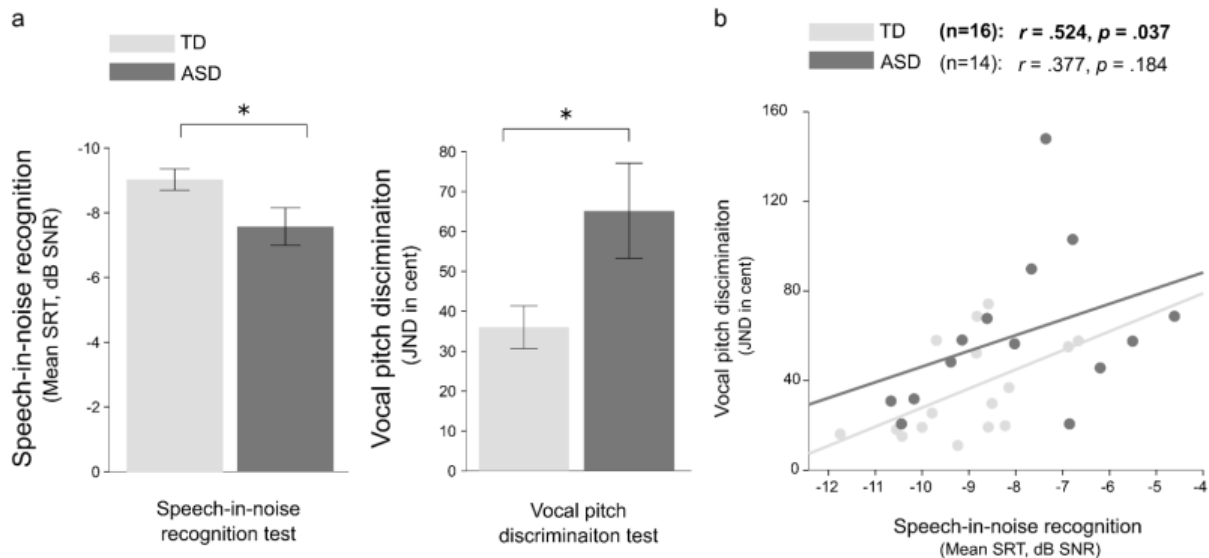 a
TD
ASD
*
-10
-8
-6
-4
-2
0
Speech-in-noise recognition
(Mean SRT, dB SNR)
Speech-in-noise
recognition test
*
80
70
60
50
40
30
20
10
0
Vocal pitch disciminaiton
(JND in cent)
Vocal pitch
discriminaiton test
b
TD (n=16): r = .524, p = .037
ASD (n=14): r = .377, p = .184
160
120
80
40
0
Vocal pitch disciminaiton
(JND in cent)
-12 -11 -10 -9 -8 -7 -6 -5 -4
Speech-in-noise recognition
(Mean SRT, dB SNR)